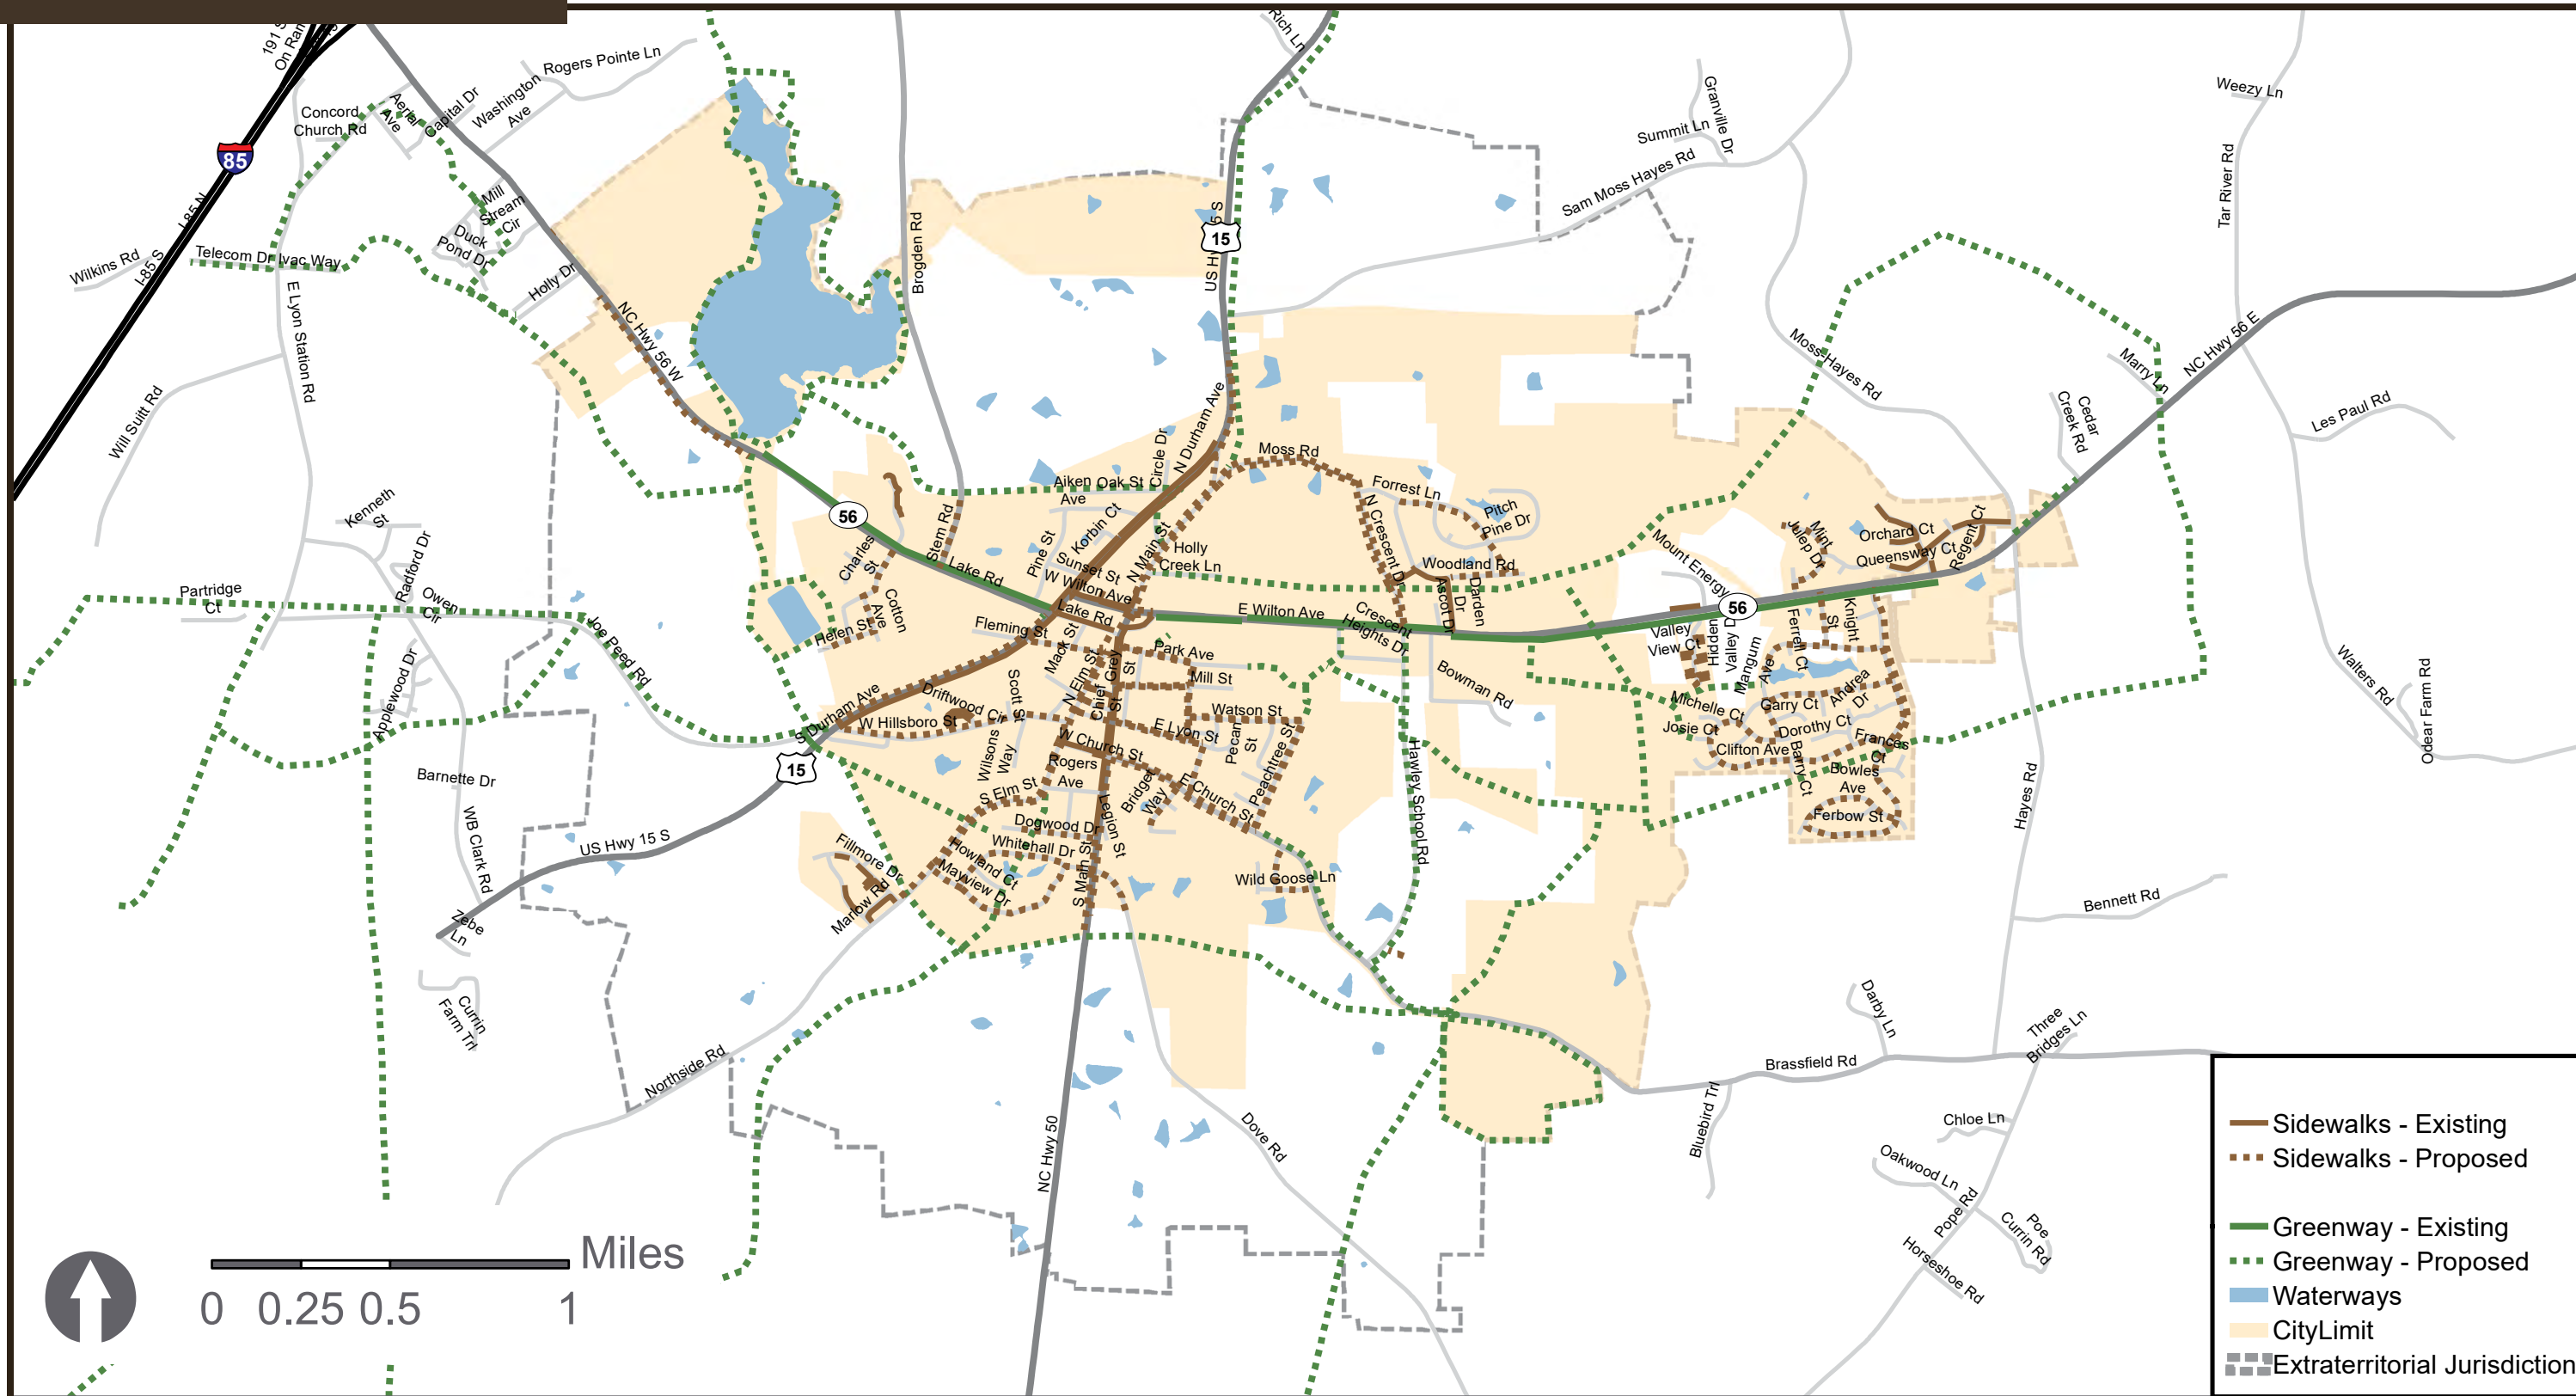 191 S
On Ram
Rich Ln
Rogers Pointe Ln
Washington
Ave
Capital Dr
Aerial
Ave
Concord
Church Rd
85
I-85 N
I-85 S
Wilkins Rd
Telecom Dr
Ivac Way
Mill
Stream
Cir
Duck
Pond Dr
Holly Dr
E Lyon Station Rd
Will Suitt Rd
NC Hwy 56 W
Brogden Rd
US Hwy 15 S
15
Granville Dr
Summit Ln
Sam Moss Hayes Rd
Weezy Ln
Tar River Rd
NC Hwy 56 E
Marry Ln
Cedar
Creek Rd
Les Paul Rd
Moss-Hayes Rd
Kenneth
St
Radford Dr
Owen
Cir
Partridge
Ct
Applewood Dr
Joe Peed Rd
Barnette Dr
WB Clark Rd
US Hwy 15 S
15
Zebe
Ln
Currin
Farm Trl
Northside Rd
56
Charles
St
Stem Rd
Lake Rd
Cotton
Ave
Helen St
Aiken
Ave
Oak St
Circle Dr
N Durham Ave
Korbin Ct
Pine St
Sunset St
W Wilton Ave
Lake Rd
N Main St
Holly
Creek Ln
Moss Rd
Forrest Ln
N Crescent Dr
Pitch
Pine Dr
Woodland Rd
Ascot Dr
Darden
Dr
E Wilton Ave
Crescent
Heights Dr
Bowman Rd
Fleming St
Mack St
N Elm St
Chief
St
Grey
St
Park Ave
Mill St
Scott St
Driftwood Cir
S Durham Ave
W Hillsboro St
Wilsons
Way
Watson St
E Lyon St
Pecan
St
Peachtree St
W Church St
Rogers
Ave
Bridget
Way
E Church St
S Elm St
Legion St
Dogwood Dr
Whitehall Dr
Howland Ct
Mayview Dr
S Main St
Fillmore Dr
Marlow Rd
Wild Goose Ln
Hawley School Rd
Mount Energy
56
Mint
Julep Dr
Orchard Ct
Queensway Ct
Regent Ct
Valley
View Ct
Hidden
Valley D
Mangum
Ave
Ferrell Ct
St
Knight
Michelle Ct
Josie Ct
Garry Ct
Andrea
Dr
Dorothy Ct
Clifton Ave
Frances
Ct
Barry Ct
Bowles
Ave
Ferbow St
Walters Rd
Odear Farm Rd
Hayes Rd
Bennett Rd
Darby Ln
Three
Bridges Ln
Brassfield Rd
Bluebird Trl
Chloe Ln
Oakwood Ln
Pope Rd
Poe
Currin Rd
Horseshoe Rd
Dove Rd
NC Hwy 50
Miles
0 0.25 0.5 1
Sidewalks - Existing
Sidewalks - Proposed
Greenway - Existing
Greenway - Proposed
Waterways
CityLimit
Extraterritorial Jurisdiction